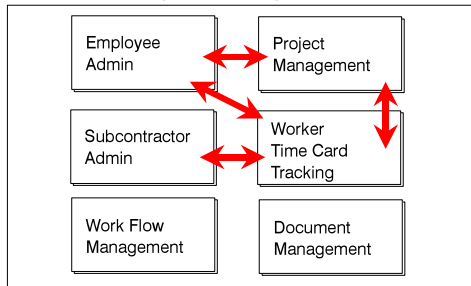 Employee
Admin
Project
Management
Subcontractor
Admin
Worker
Time Card
Tracking
Work Flow
Management
Document
Management